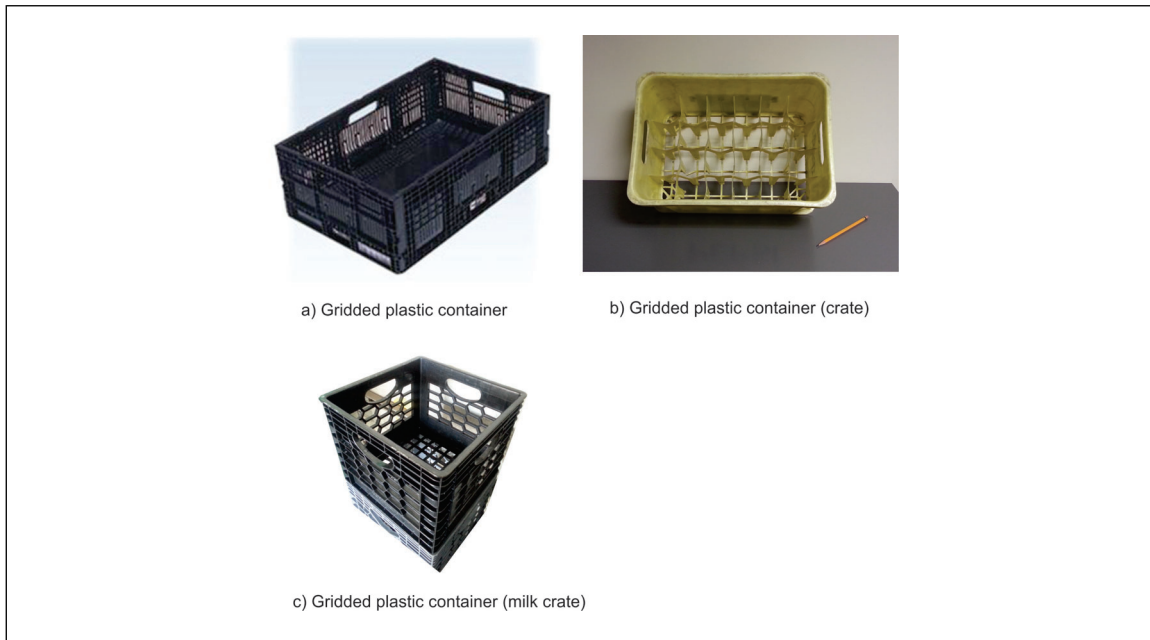 a) Gridded plastic container
b) Gridded plastic container (crate)
c) Gridded plastic container (milk crate)